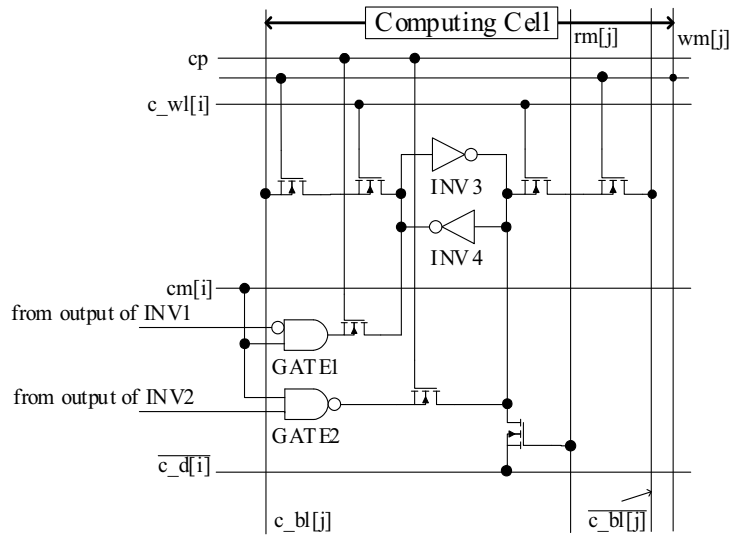 Computing Cell
rm[j]
wm[j]
cp
c_wl[i]
INV3
INV4
cm[i]
from output of INV1
GATE1
from output of INV2
GATE2
c_d[i]
c_bl[j]
c_bl[j]